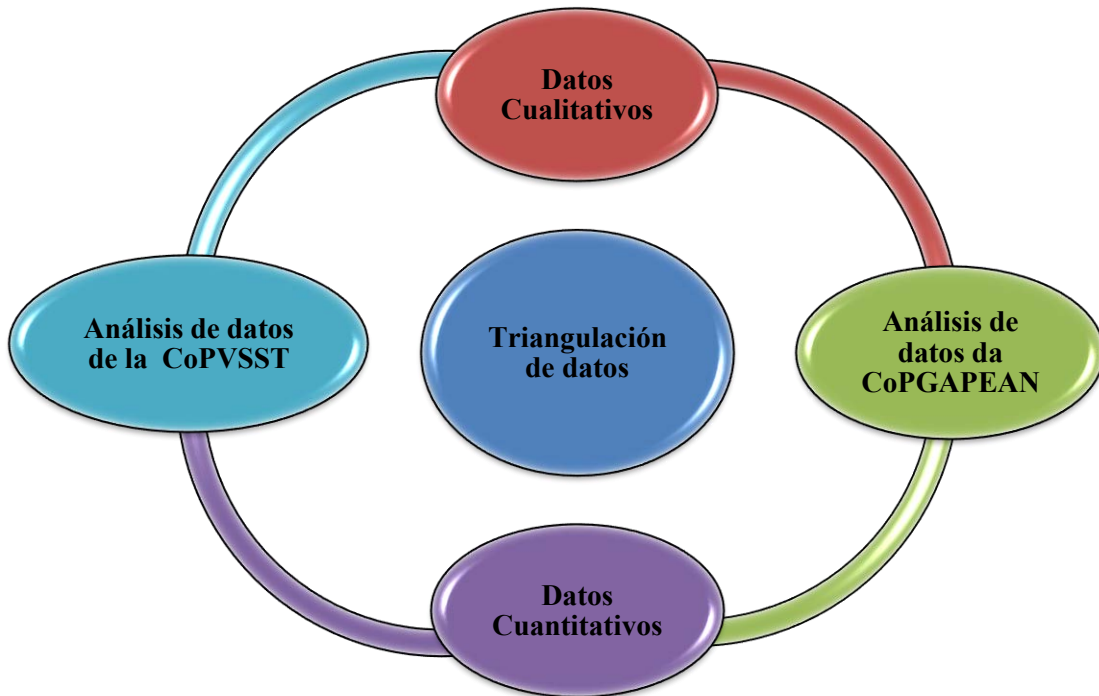 Datos
Cualitativos
Análisis de datos
de la CoPVSST
Triangulación
de datos
Análisis de
datos da
CoPGAPEAN
Datos
Cuantitativos